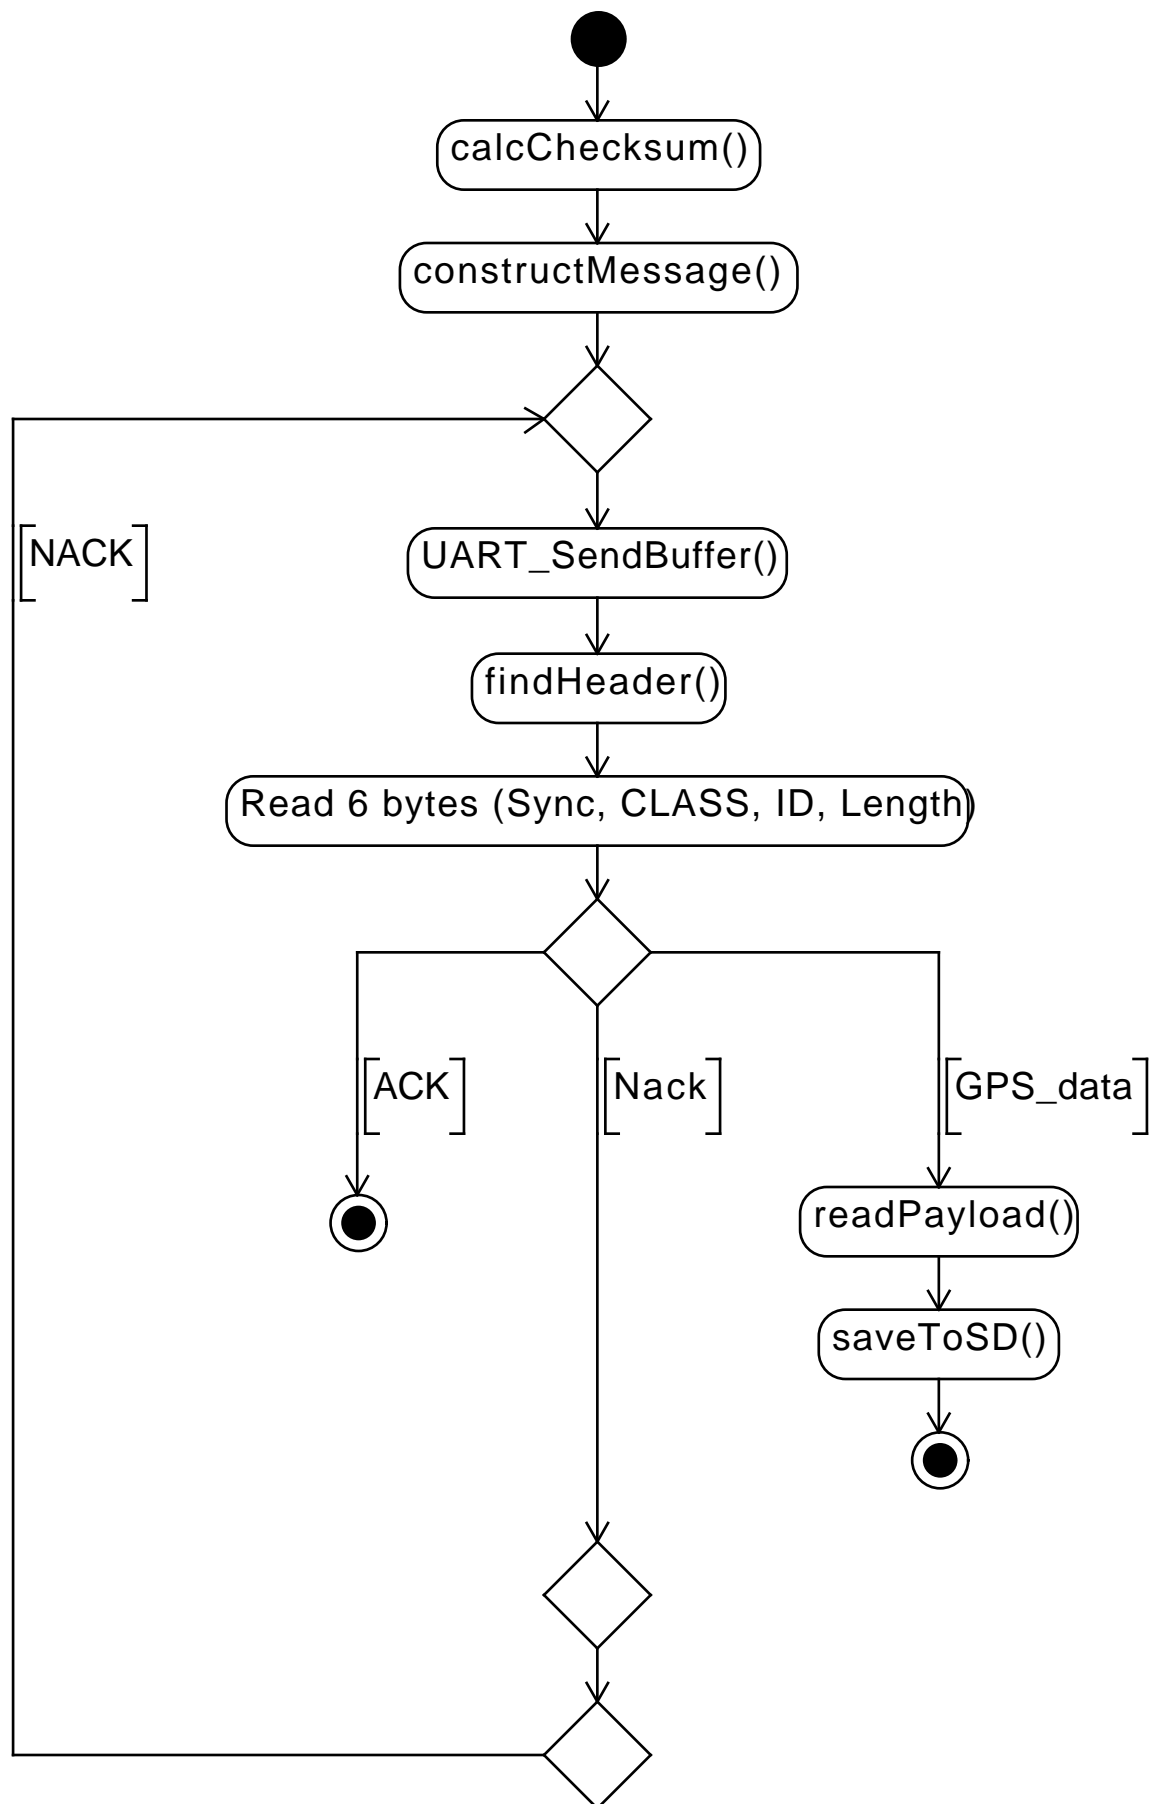 calcChecksum()
constructMessage()
[NACK]
UART_SendBuffer()
findHeader()
Read 6 bytes (Sync, CLASS, ID, Length)
[ACK]
[Nack]
[GPS_data]
readPayload()
saveToSD()